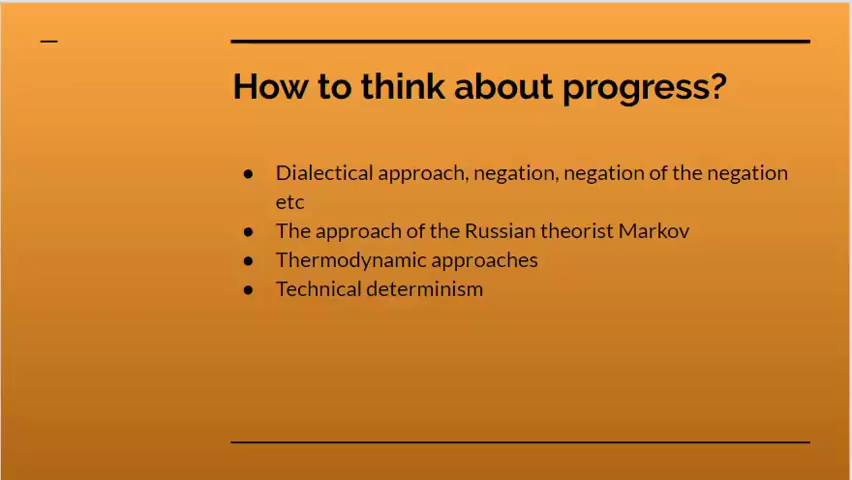 How to think about progress?
● Dialectical approach, negation, negation of the negation
etc
● The approach of the Russian theorist Markov
● Thermodynamic approaches
● Technical determinism